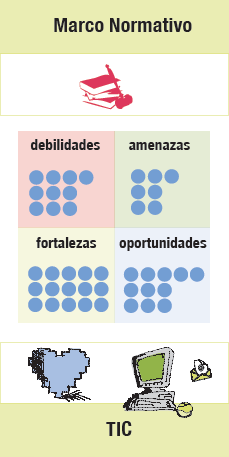 Marco Normativo
debilidades amenazas
fortalezas oportunidades
TIC